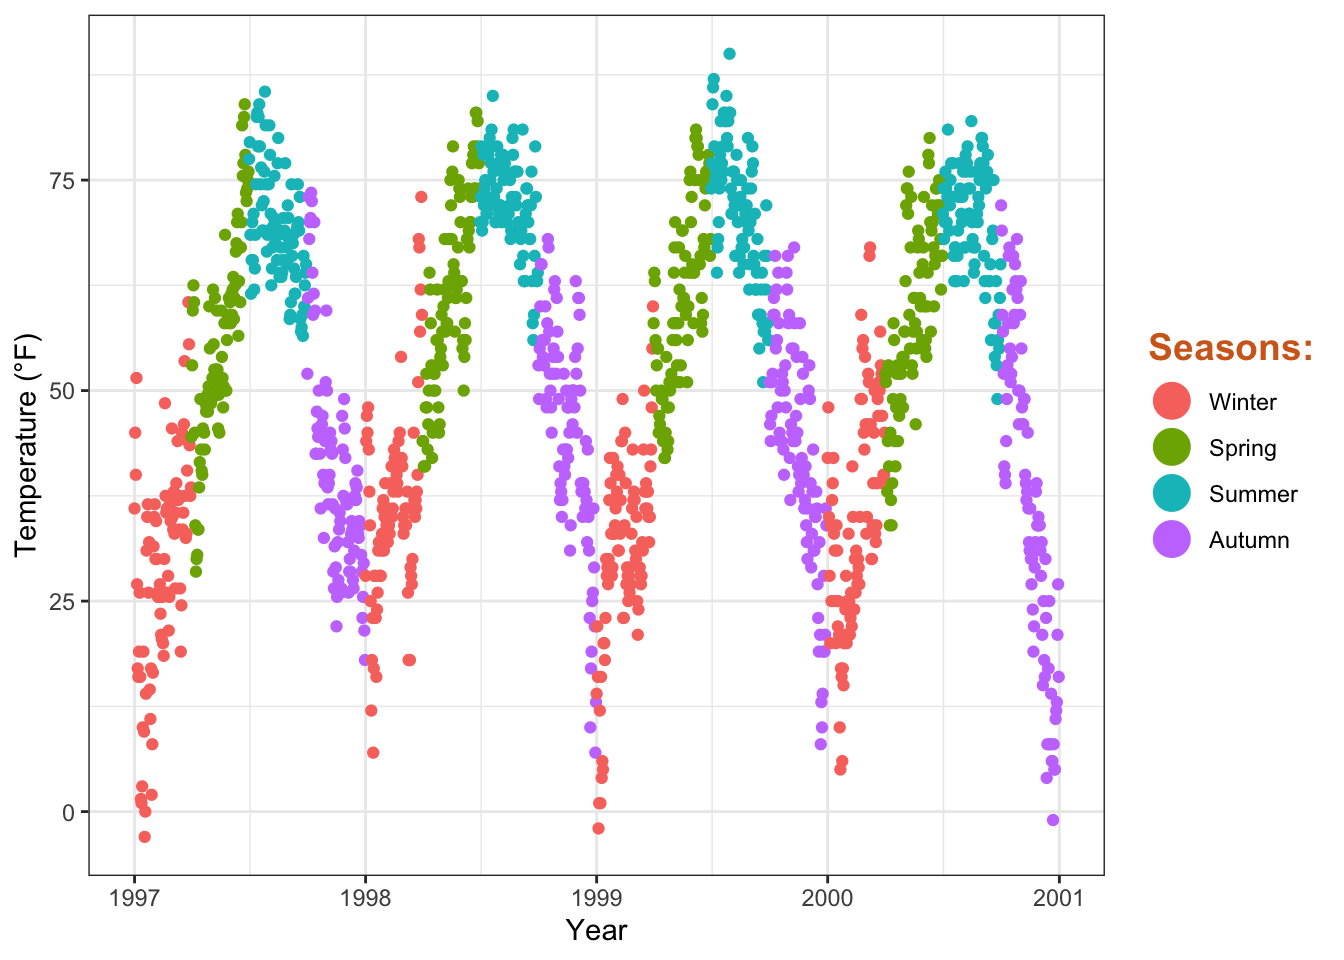 75
50
25
0
Temperature (°F)
1997 1998 1999 2000 2001
Year
Seasons:
Winter
Spring
Summer
Autumn